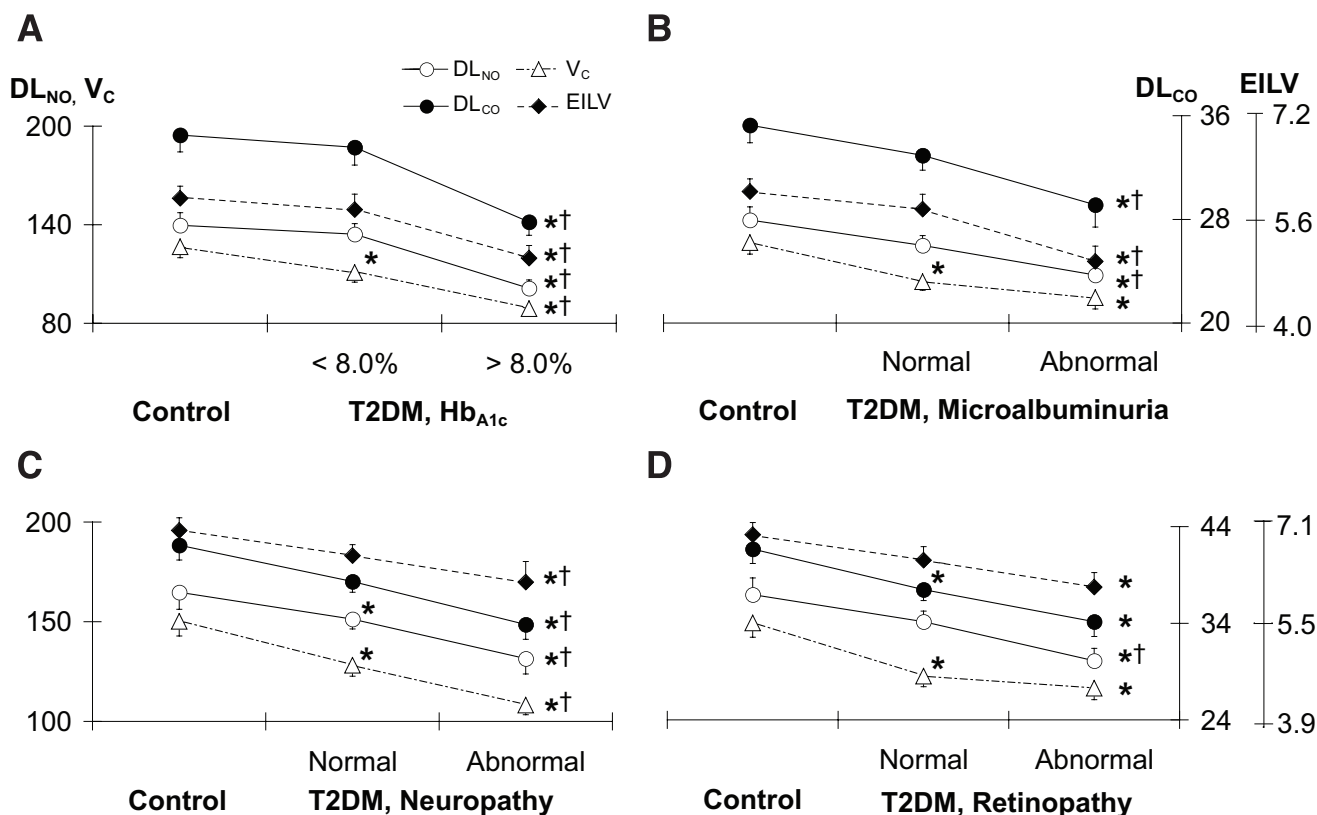 A
DL_NO, V_C
DL_NO V_C
DL_CO EILV
200
140
80
*
*†
*†
*†
*†
< 8.0% > 8.0%
Control T2DM, Hb_A1c
B
DL_CO EILV
36 7.2
28 5.6
20 4.0
*
*†
*†
*†
*
Normal Abnormal
Control T2DM, Microalbuminuria
C
200
150
100
*
*
*†
*†
*†
*†
Normal Abnormal
Control T2DM, Neuropathy
D
44 7.1
34 5.5
24 3.9
*
*
*
*
*†
*
Normal Abnormal
Control T2DM, Retinopathy